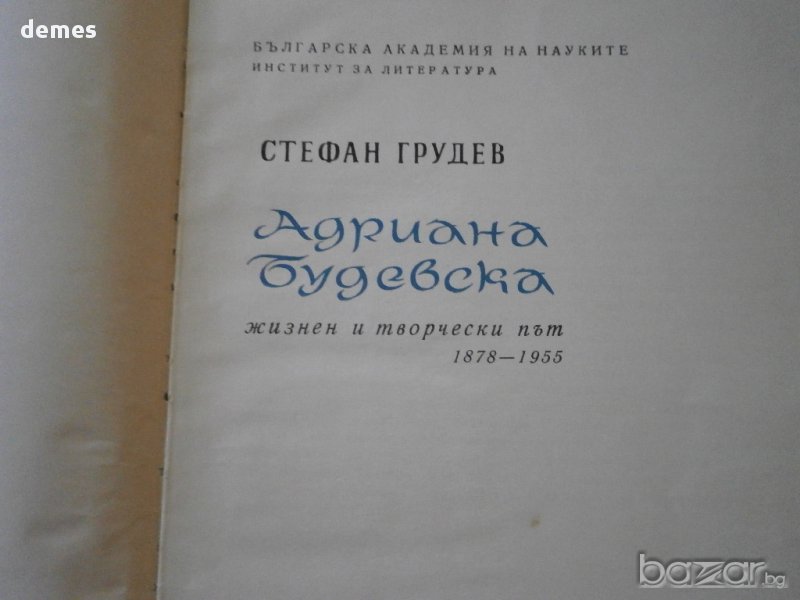 demes
БЪЛГАРСКА АКАДЕМИЯ НА НАУКИТЕ
ИНСТИТУТ ЗА ЛИТЕРАТУРА
СТЕФАН ГРУДЕВ
Адриана
Будевска
жизнен и творчески път
1878—1955
bazar.bg